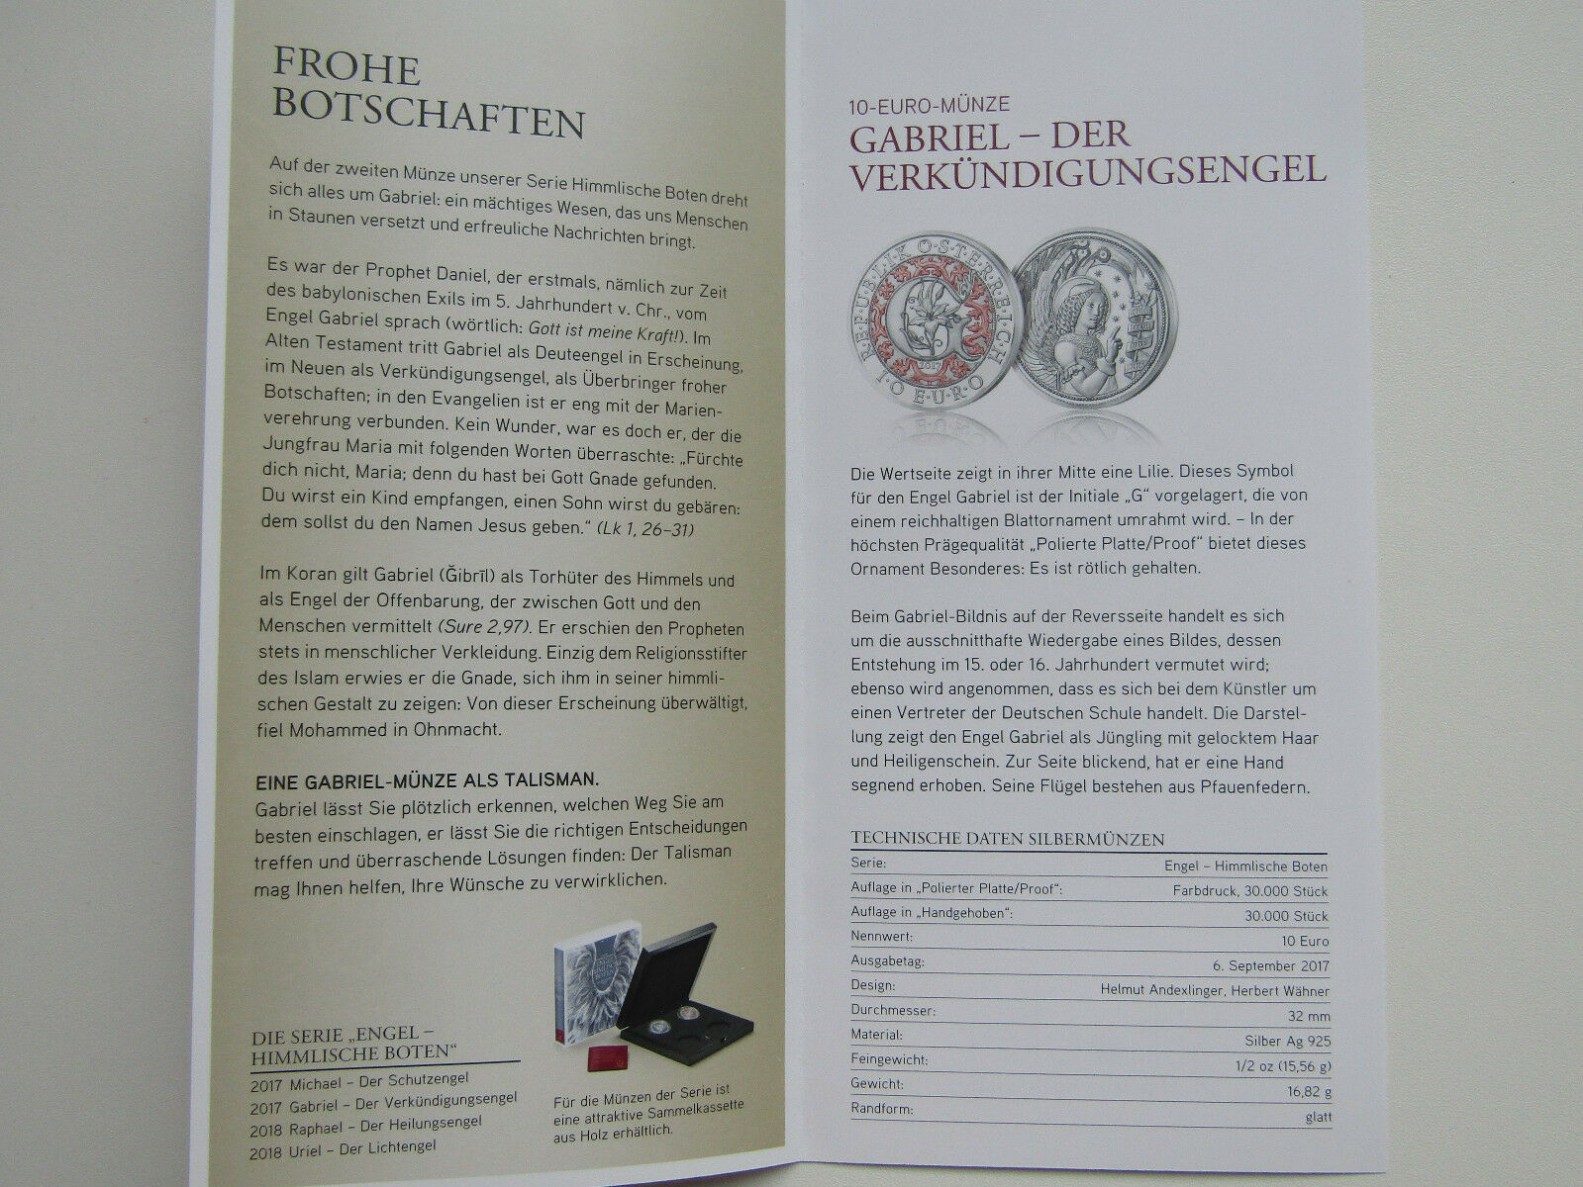 FROHE
BOTSCHAFTEN
Auf der zweiten Münze unserer Serie Himmlische Boten dreht
sich alles um Gabriel: ein mächtiges Wesen, das uns Menschen
in Staunen versetzt und erfreuliche Nachrichten bringt.
Es war der Prophet Daniel, der erstmals, nämlich zur Zeit
des babylonischen Exils im 5. Jahrhundert v. Chr., vom
Engel Gabriel sprach (wörtlich: Gott ist meine Kraft!). Im
Alten Testament tritt Gabriel als Deuteengel in Erscheinung,
im Neuen als Verkündigungsengel, als Überbringer froher
Botschaften; in den Evangelien ist er eng mit der Marien-
verehrung verbunden. Kein Wunder, war es doch er, der die
Jungfrau Maria mit folgenden Worten überraschte: „Fürchte
dich nicht, Maria; denn du hast bei Gott Gnade gefunden.
Du wirst ein Kind empfangen, einen Sohn wirst du gebären:
dem sollst du den Namen Jesus geben.“ (Lk 1, 26–31)
Im Koran gilt Gabriel (Ğibrīl) als Torhüter des Himmels und
als Engel der Offenbarung, der zwischen Gott und den
Menschen vermittelt (Sure 2,97). Er erschien den Propheten
stets in menschlicher Verkleidung. Einzig dem Religionsstifter
des Islam erwies er die Gnade, sich ihm in seiner himmli-
schen Gestalt zu zeigen: Von dieser Erscheinung überwältigt,
fiel Mohammed in Ohnmacht.
EINE GABRIEL-MÜNZE ALS TALISMAN.
Gabriel lässt Sie plötzlich erkennen, welchen Weg Sie am
besten einschlagen, er lässt Sie die richtigen Entscheidungen
treffen und überraschende Lösungen finden: Der Talisman
mag Ihnen helfen, Ihre Wünsche zu verwirklichen.
DIE SERIE „ENGEL –
HIMMLISCHE BOTEN“
2017 Michael – Der Schutzengel
2017 Gabriel – Der Verkündigungsengel
2018 Raphael – Der Heilungsengel
2018 Uriel – Der Lichtengel
Für die Münzen der Serie ist
eine attraktive Sammelkassette
aus Holz erhältlich.
10-EURO-MÜNZE
GABRIEL – DER
VERKÜNDIGUNGSENGEL
REPUBLIK ÖSTERREICH
2017
10 EURO
Die Wertseite zeigt in ihrer Mitte eine Lilie. Dieses Symbol
für den Engel Gabriel ist der Initiale „G“ vorgelagert, die von
einem reichhaltigen Blattornament umrahmt wird. – In der
höchsten Prägequalität „Polierte Platte/Proof“ bietet dieses
Ornament Besonderes: Es ist rötlich gehalten.
Beim Gabriel-Bildnis auf der Reversseite handelt es sich
um die ausschnitthafte Wiedergabe eines Bildes, dessen
Entstehung im 15. oder 16. Jahrhundert vermutet wird;
ebenso wird angenommen, dass es sich bei dem Künstler um
einen Vertreter der Deutschen Schule handelt. Die Darstel-
lung zeigt den Engel Gabriel als Jüngling mit gelocktem Haar
und Heiligenschein. Zur Seite blickend, hat er eine Hand
segnend erhoben. Seine Flügel bestehen aus Pfauenfedern.
TECHNISCHE DATEN SILBERMÜNZEN
Serie: Engel – Himmlische Boten
Auflage in „Polierter Platte/Proof“: Farbdruck, 30.000 Stück
Auflage in „Handgehoben“: 30.000 Stück
Nennwert: 10 Euro
Ausgabetag: 6. September 2017
Design: Helmut Andexlinger, Herbert Wähner
Durchmesser: 32 mm
Material: Silber Ag 925
Feingewicht: 1/2 oz (15,56 g)
Gewicht: 16,82 g
Randform: glatt